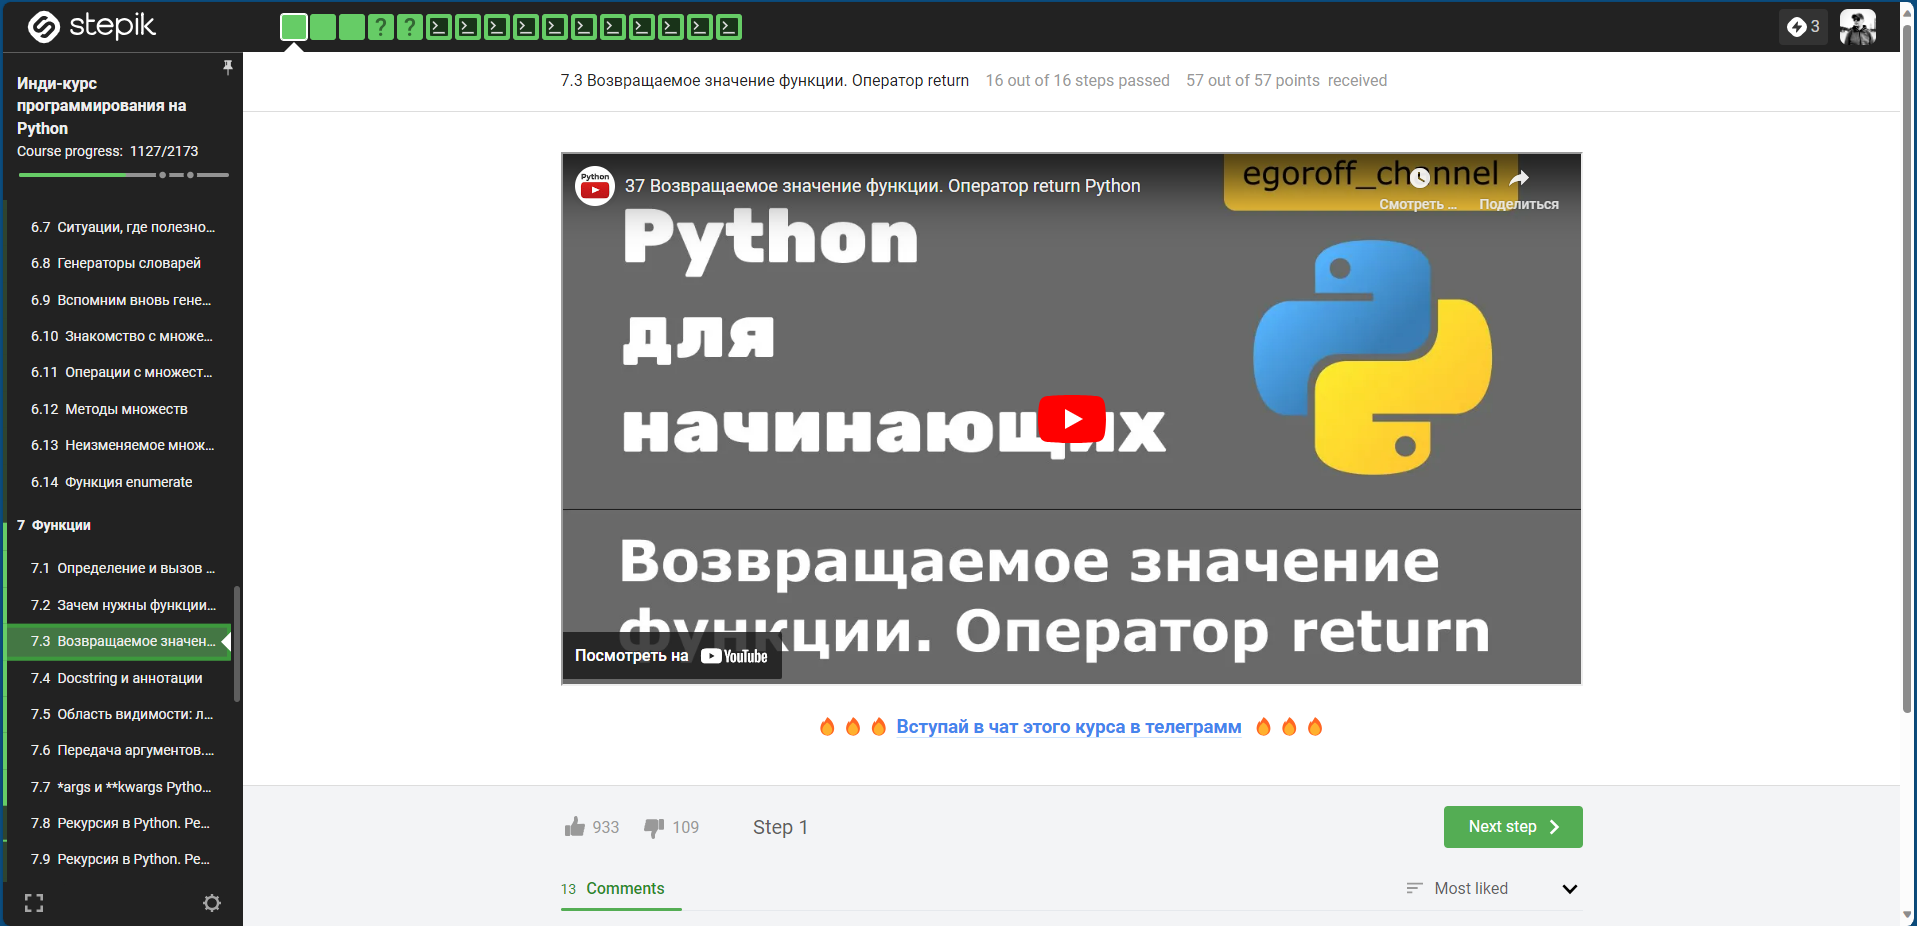 stepik
? ?
3
Инди-курс
программирования на
Python
Course progress: 1127/2173
6.7 Ситуации, где полезно...
6.8 Генераторы словарей
6.9 Вспомним вновь гене...
6.10 Знакомство с множе...
6.11 Операции с множест...
6.12 Методы множеств
6.13 Неизменяемое множ...
6.14 Функция enumerate
7 Функции
7.1 Определение и вызов ...
7.2 Зачем нужны функции...
7.3 Возвращаемое значен...
7.4 Docstring и аннотации
7.5 Область видимости: л...
7.6 Передача аргументов....
7.7 *args и **kwargs Pytho...
7.8 Рекурсия в Python. Ре...
7.9 Рекурсия в Python. Ре...
7.3 Возвращаемое значение функции. Оператор return 16 out of 16 steps passed 57 out of 57 points received
Python
37 Возвращаемое значение функции. Оператор return Python
egoroff_channel
Смотреть ...
Поделиться
Python
для
начинающих
Возвращаемое значение
функции. Оператор return
Посмотреть на YouTube
Вступай в чат этого курса в телеграмм
933 109 Step 1
Next step
13 Comments
Most liked